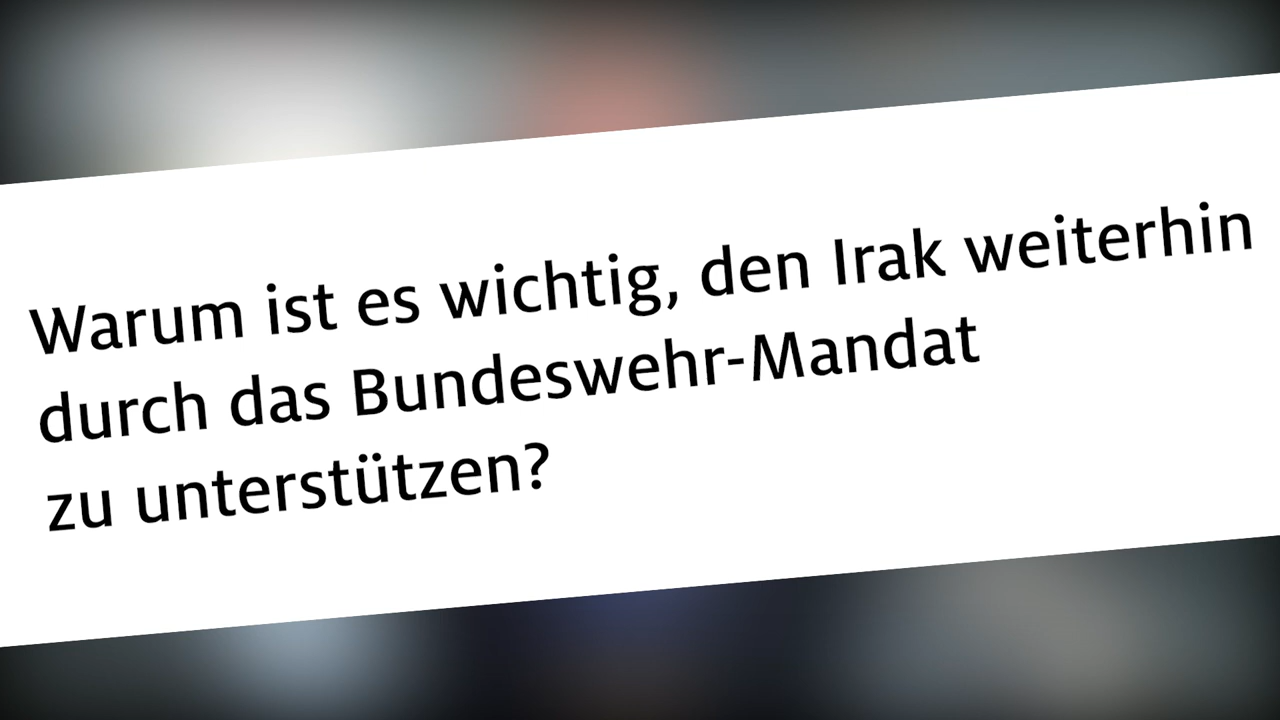 Warum ist es wichtig, den Irak weiterhin
durch das Bundeswehr-Mandat
zu unterstützen?